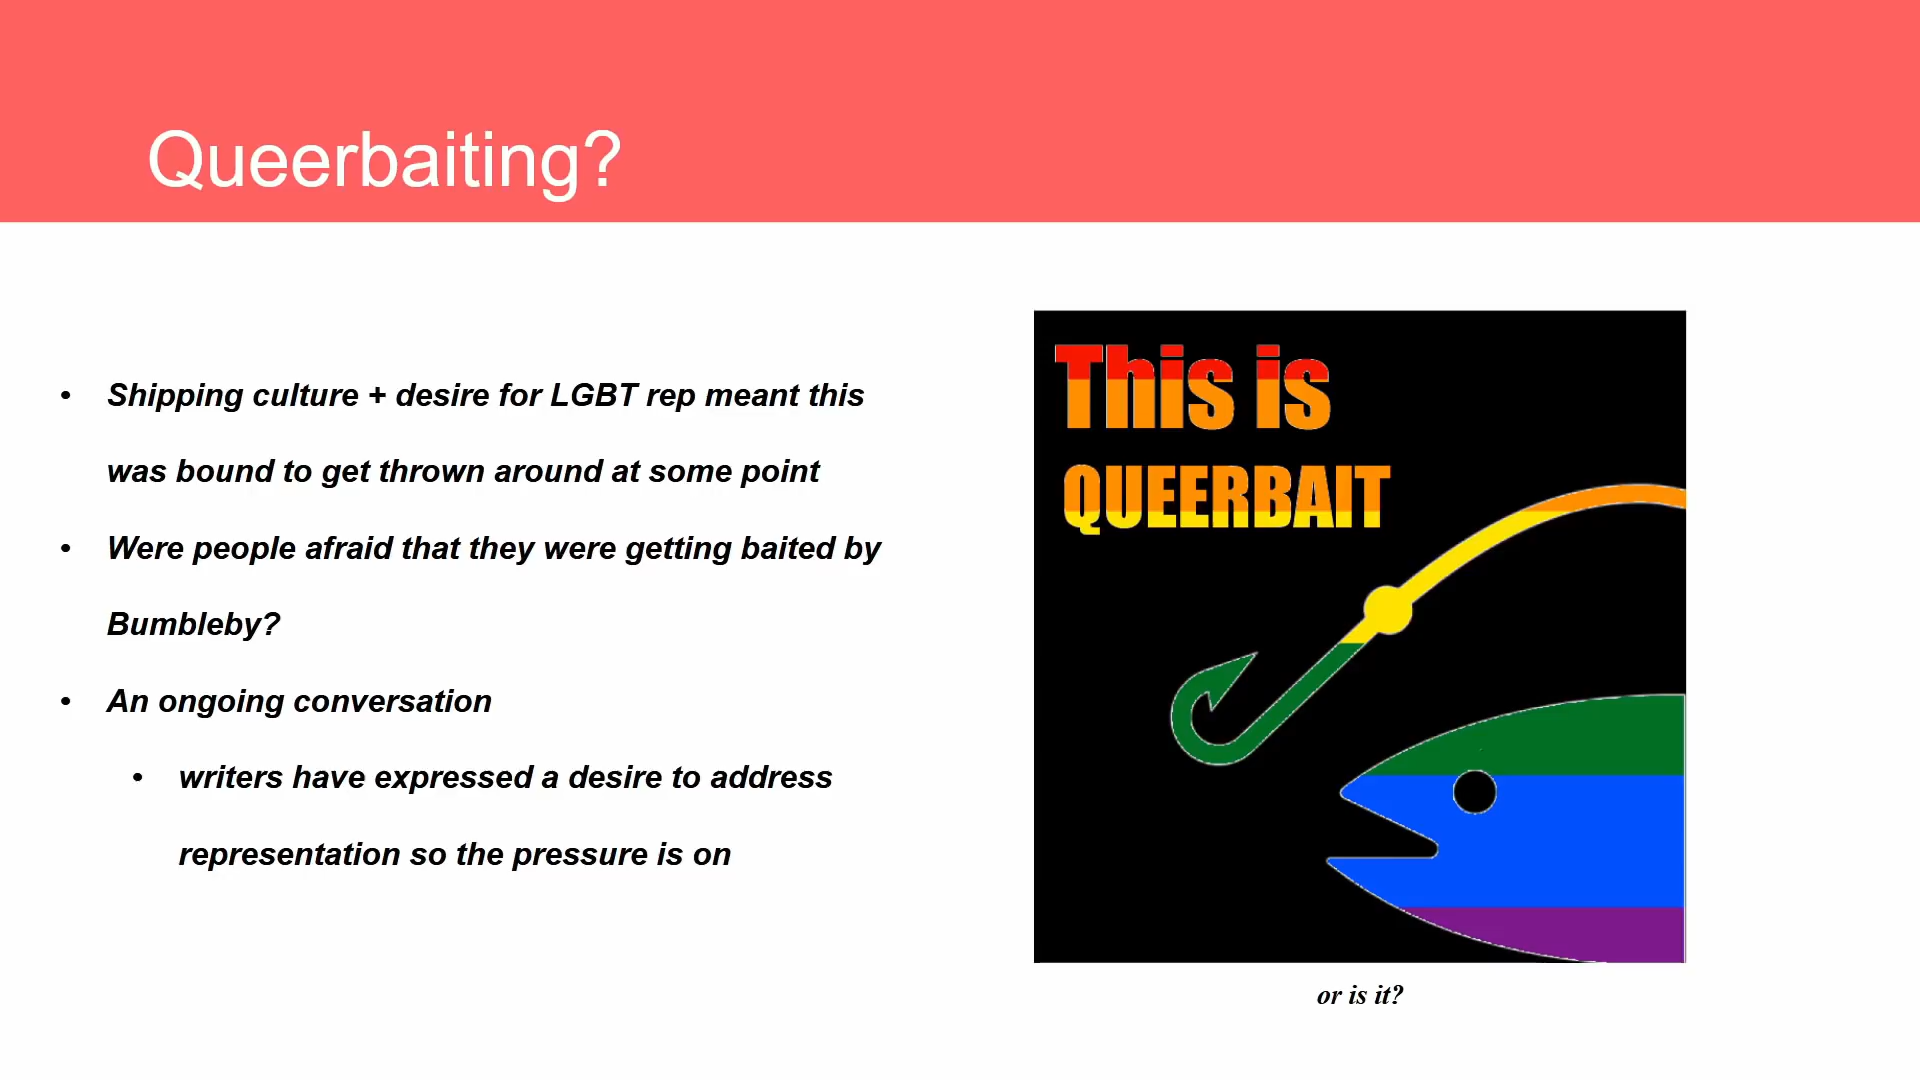 Queerbaiting?
• Shipping culture + desire for LGBT rep meant this
was bound to get thrown around at some point
• Were people afraid that they were getting baited by
Bumbleby?
• An ongoing conversation
• writers have expressed a desire to address
representation so the pressure is on
This is
QUEERBAIT
or is it?